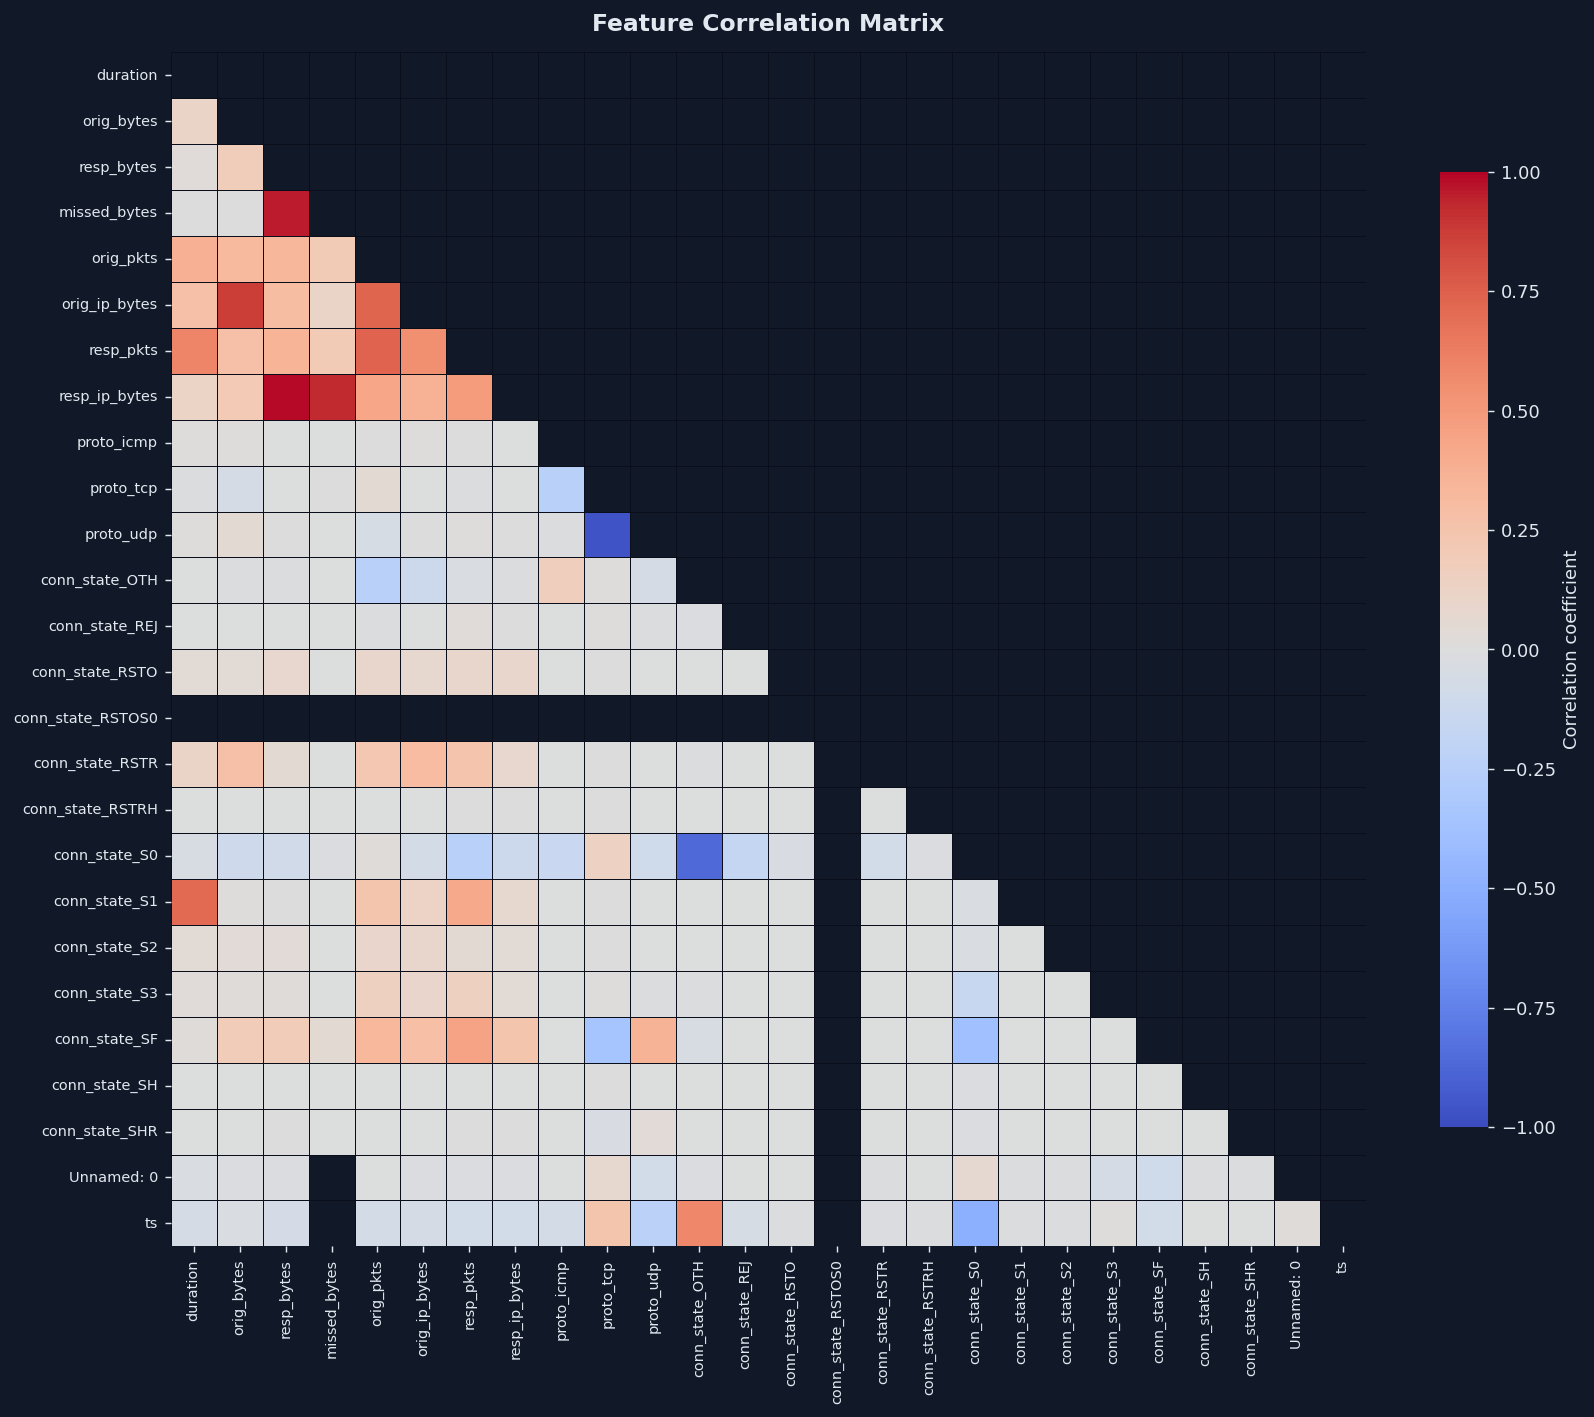 Feature Correlation Matrix
duration
orig_bytes
resp_bytes
missed_bytes
orig_pkts
orig_ip_bytes
resp_pkts
resp_ip_bytes
proto_icmp
proto_tcp
proto_udp
conn_state_OTH
conn_state_REJ
conn_state_RSTO
conn_state_RSTOS0
conn_state_RSTR
conn_state_RSTRH
conn_state_S0
conn_state_S1
conn_state_S2
conn_state_S3
conn_state_SF
conn_state_SH
conn_state_SHR
Unnamed: 0
ts
duration
orig_bytes
resp_bytes
missed_bytes
orig_pkts
orig_ip_bytes
resp_pkts
resp_ip_bytes
proto_icmp
proto_tcp
proto_udp
conn_state_OTH
conn_state_REJ
conn_state_RSTO
conn_state_RSTOS0
conn_state_RSTR
conn_state_RSTRH
conn_state_S0
conn_state_S1
conn_state_S2
conn_state_S3
conn_state_SF
conn_state_SH
conn_state_SHR
Unnamed: 0
ts
1.00
0.75
0.50
0.25
0.00
−0.25
−0.50
−0.75
−1.00
Correlation coefficient